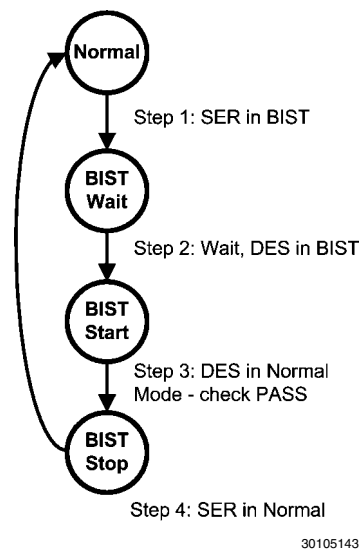 Normal
Step 1: SER in BIST
BIST
Wait
Step 2: Wait, DES in BIST
BIST
Start
Step 3: DES in Normal
Mode - check PASS
BIST
Stop
Step 4: SER in Normal
30105143